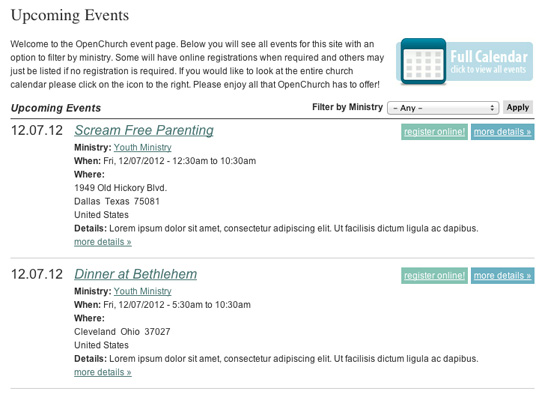 Upcoming Events
Welcome to the OpenChurch event page. Below you will see all events for this site with an
option to filter by ministry. Some will have online registrations when required and others may
just be listed if no registration is required. If you would like to look at the entire church
calendar please click on the icon to the right. Please enjoy all that OpenChurch has to offer!
Full Calendar
click to view all events
Upcoming Events
Filter by Ministry – Any – Apply
12.07.12 Scream Free Parenting register online! more details »
Ministry: Youth Ministry
When: Fri, 12/07/2012 - 12:30am to 10:30am
Where:
1949 Old Hickory Blvd.
Dallas Texas 75081
United States
Details: Lorem ipsum dolor sit amet, consectetur adipiscing elit. Ut facilisis dictum ligula ac dapibus.
more details »
12.07.12 Dinner at Bethlehem register online! more details »
Ministry: Youth Ministry
When: Fri, 12/07/2012 - 5:30am to 10:30am
Where:
Cleveland Ohio 37027
United States
Details: Lorem ipsum dolor sit amet, consectetur adipiscing elit. Ut facilisis dictum ligula ac dapibus.
more details »